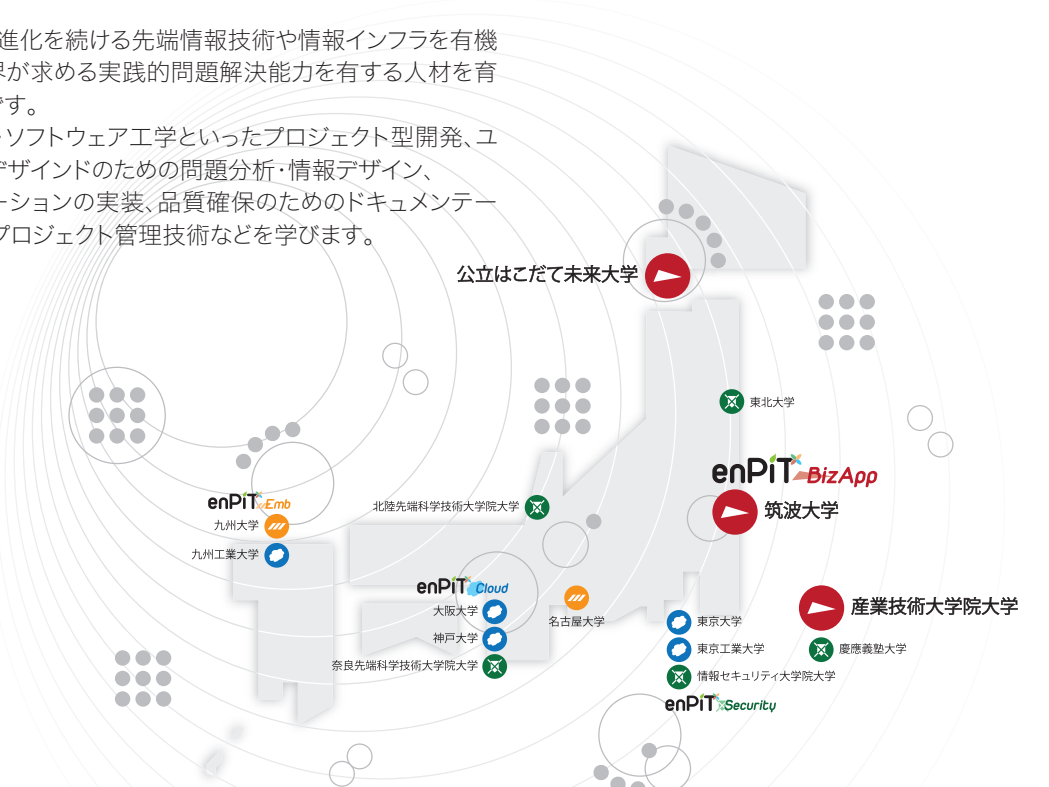 進化を続ける先端情報技術や情報インフラを有機
が求める実践的問題解決能力を有する人材を育
です。
ソフトウェア工学といったプロジェクト型開発、ユ
デザインドのための問題分析・情報デザイン、
ーションの実装、品質確保のためのドキュメンテー
プロジェクト管理技術などを学びます。
公立はこだて未来大学
東北大学
enPiT BizApp
筑波大学
北陸先端科学技術大学院大学
enPiT Emb
九州大学
九州工業大学
enPiT Cloud
大阪大学
神戸大学
奈良先端科学技術大学院大学
名古屋大学
産業技術大学院大学
東京大学
東京工業大学
慶應義塾大学
情報セキュリティ大学院大学
enPiT Security